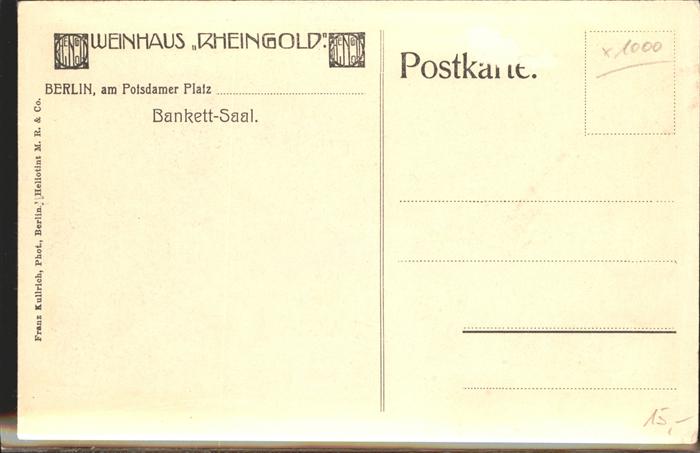 WEINHAUS „RHEINGOLD".
BERLIN, am Potsdamer Platz
Bankett-Saal.
Franz Kullrich, Phot., Berlin. Heliotint M. R. & Co.
Postkarte.
x 1000
15,-